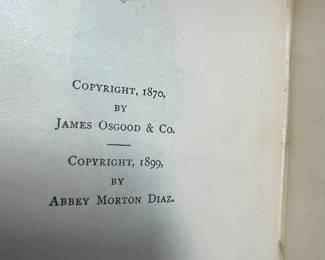 COPYRIGHT, 1870,
BY
JAMES OSGOOD & CO.
COPYRIGHT, 1899,
BY
ABBEY MORTON DIAZ.